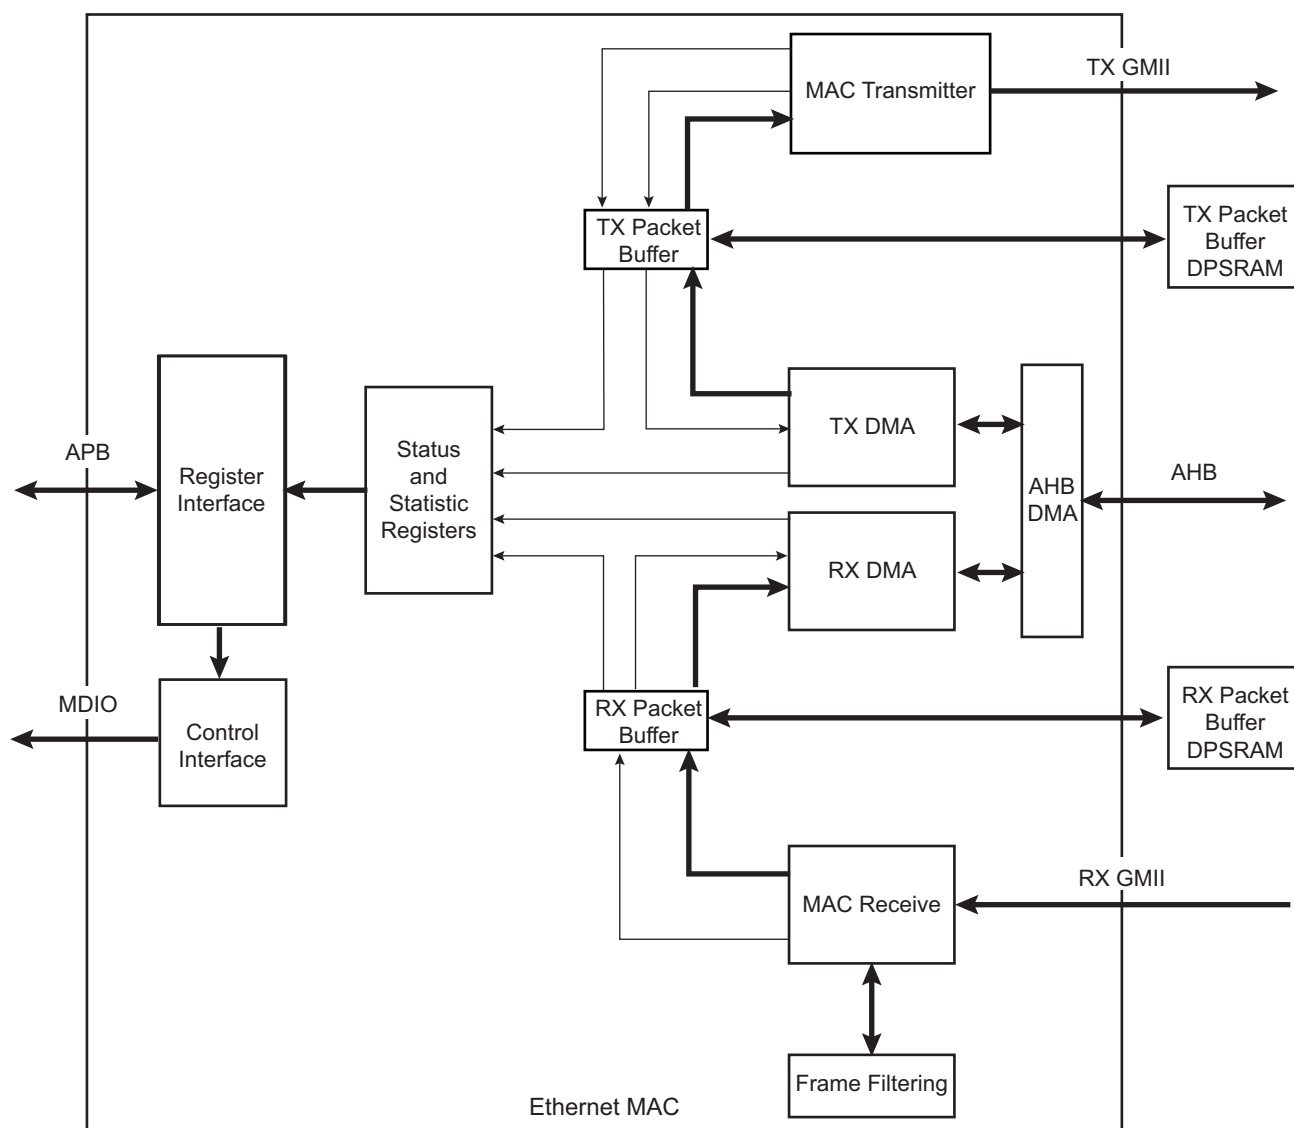 TX GMII
MAC Transmitter
TX Packet
Buffer
TX Packet
Buffer
DPSRAM
APB
Register
Interface
Status
and
Statistic
Registers
TX DMA
AHB
DMA
AHB
RX DMA
MDIO
Control
Interface
RX Packet
Buffer
RX Packet
Buffer
DPSRAM
MAC Receive
RX GMII
Frame Filtering
Ethernet MAC